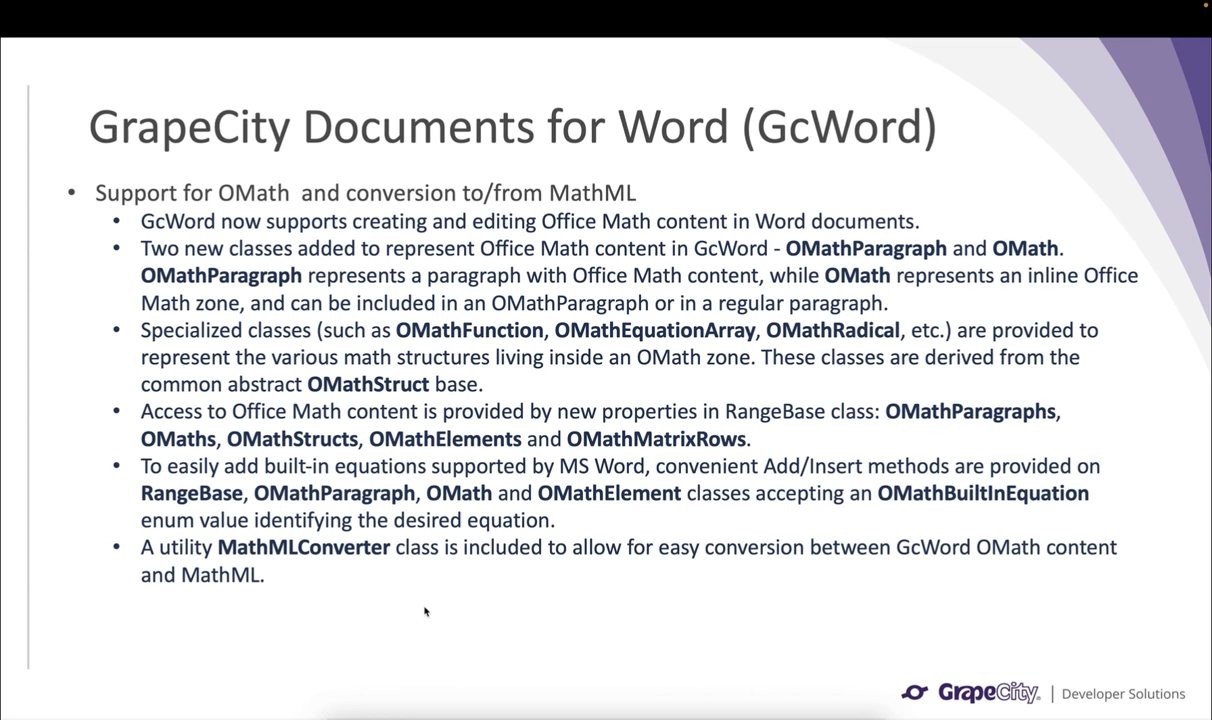 GrapeCity Documents for Word (GcWord)
• Support for OMath  and conversion to/from MathML
• GcWord now supports creating and editing Office Math content in Word documents.
• Two new classes added to represent Office Math content in GcWord - OMathParagraph and OMath.
OMathParagraph represents a paragraph with Office Math content, while OMath represents an inline Office
Math zone, and can be included in an OMathParagraph or in a regular paragraph.
• Specialized classes (such as OMathFunction, OMathEquationArray, OMathRadical, etc.) are provided to
represent the various math structures living inside an OMath zone. These classes are derived from the
common abstract OMathStruct base.
• Access to Office Math content is provided by new properties in RangeBase class: OMathParagraphs,
OMaths, OMathStructs, OMathElements and OMathMatrixRows.
• To easily add built-in equations supported by MS Word, convenient Add/Insert methods are provided on
RangeBase, OMathParagraph, OMath and OMathElement classes accepting an OMathBuiltInEquation
enum value identifying the desired equation.
• A utility MathMLConverter class is included to allow for easy conversion between GcWord OMath content
and MathML.
GrapeCity® | Developer Solutions